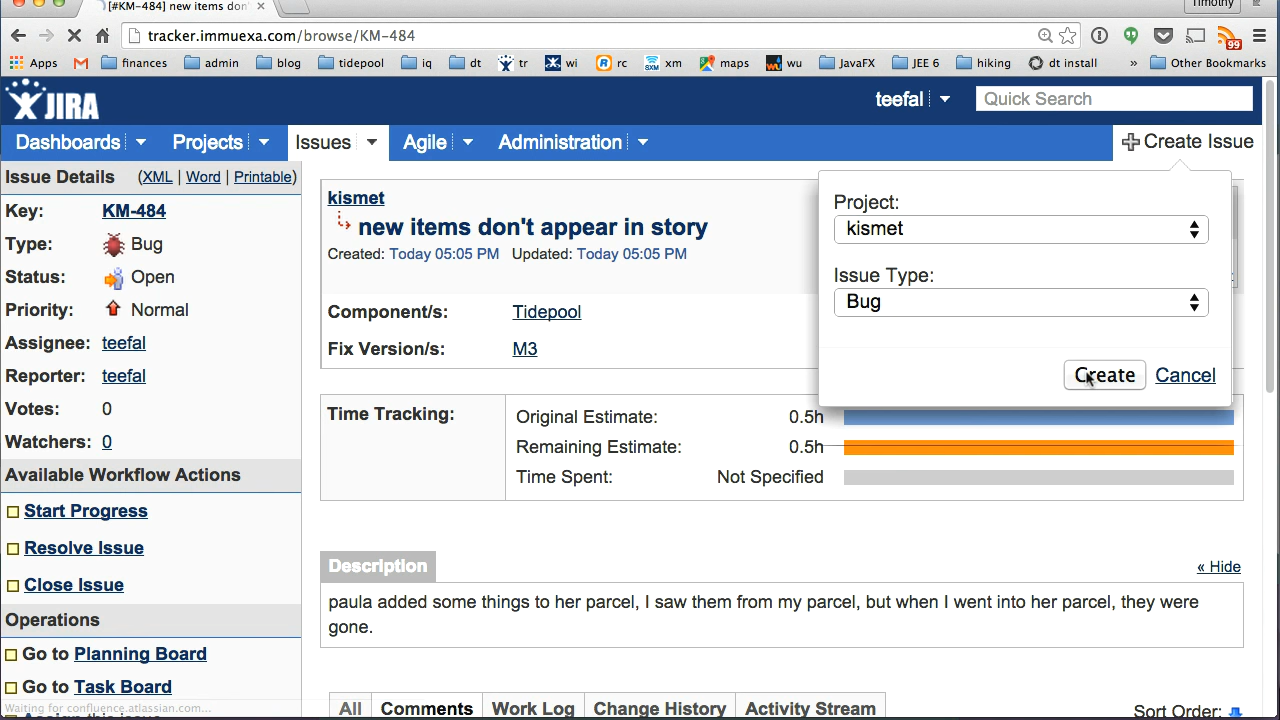 [#KM-484] new items don'
Timothy
tracker.immuexa.com/browse/KM-484
99
Apps finances admin blog tidepool iq dt tr wi rc xm maps wu JavaFX JEE 6 hiking dt install » Other Bookmarks
JIRA
teefal
Quick Search
Dashboards Projects Issues Agile Administration
Create Issue
Issue Details (XML | Word | Printable)
Key: KM-484
Type: Bug
Status: Open
Priority: Normal
Assignee: teefal
Reporter: teefal
Votes: 0
Watchers: 0
Available Workflow Actions
Start Progress
Resolve Issue
Close Issue
Operations
Go to Planning Board
Go to Task Board
Waiting for confluence.atlassian.com...
kismet
new items don't appear in story
Created: Today 05:05 PM Updated: Today 05:05 PM
Component/s: Tidepool
Fix Version/s: M3
Project:
kismet
Issue Type:
Bug
Create Cancel
Time Tracking:
Original Estimate: 0.5h
Remaining Estimate: 0.5h
Time Spent: Not Specified
Description
« Hide
paula added some things to her parcel, I saw them from my parcel, but when I went into her parcel, they were
gone.
All Comments Work Log Change History Activity Stream
Sort Order: